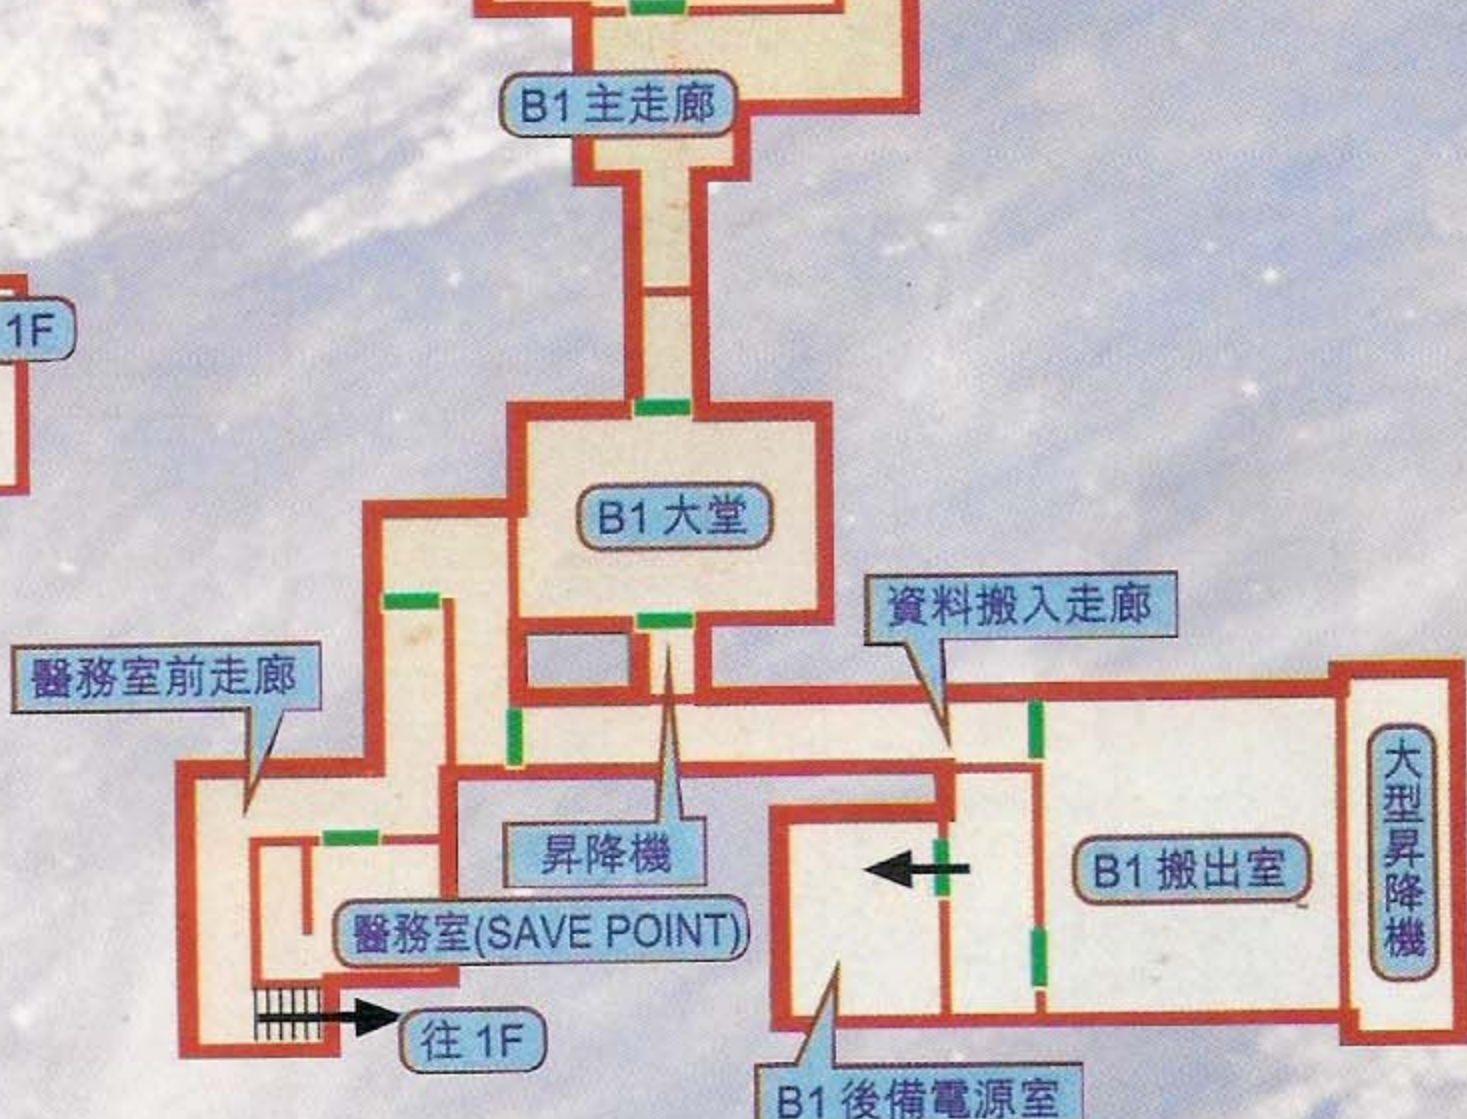 B1 主走廊
1F
B1 大堂
資料搬入走廊
醫務室前走廊
大型昇降機
昇降機
B1 搬出室
醫務室(SAVE POINT)
往 1F
B1 後備電源室